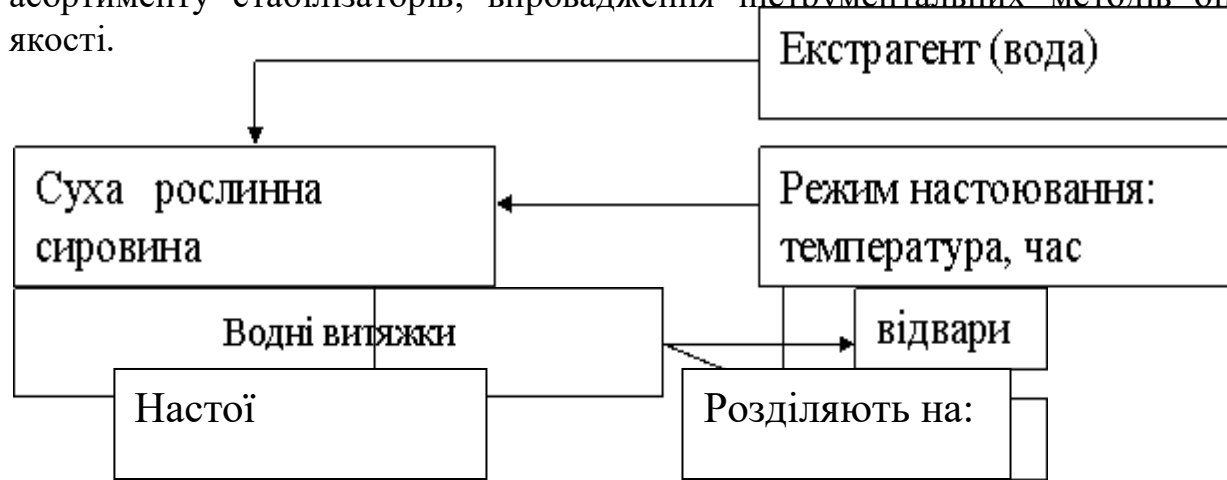 асортименту стабілізаторів, впровадження інструментальних методів
якості.
Екстрагент (вода)
Суха рослинна
сировина
Режим настоювання:
температура, час
Водні витяжки
відвари
Настої
Розділяють на: